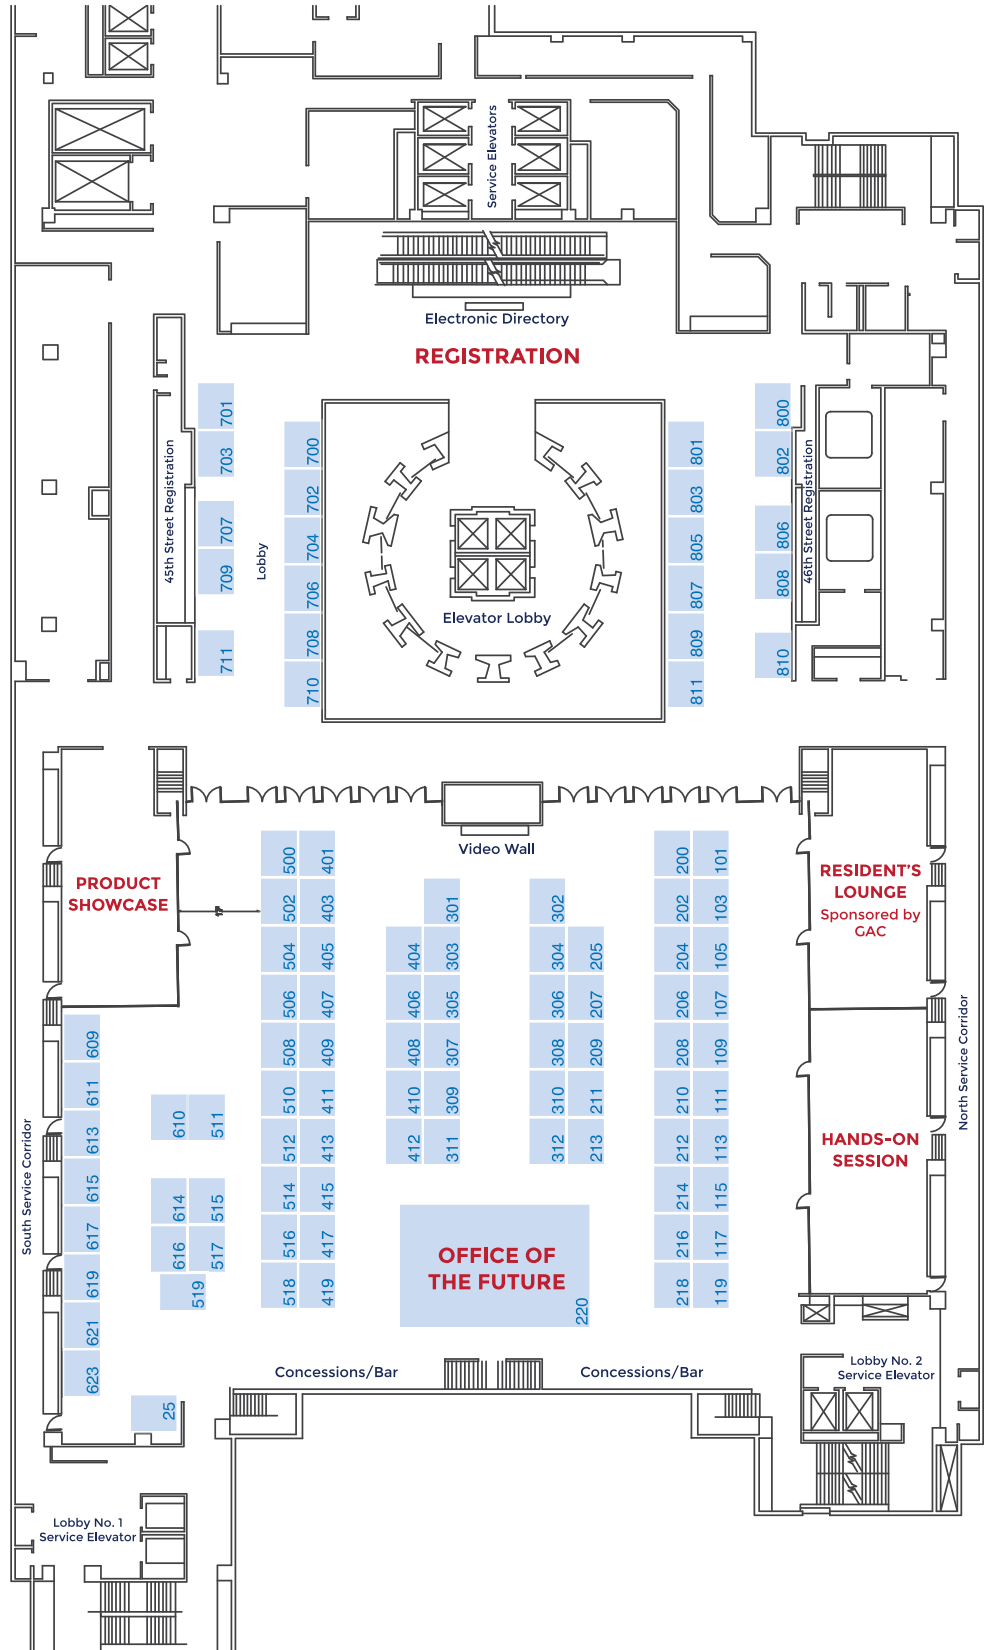 Service Elevators
Electronic Directory
REGISTRATION
701
703
707
709
711
45th Street Registration
Lobby
700
702
704
706
708
710
Elevator Lobby
801
803
805
807
809
811
800
802
806
808
810
46th Street Registration
Video Wall
PRODUCT
SHOWCASE
RESIDENT'S
LOUNGE
Sponsored by
GAC
HANDS-ON
SESSION
North Service Corridor
South Service Corridor
500 401
502 403
504 405
506 407
508 409
510 411
512 413
514 415
516 417
518 419
301
404 303
406 305
408 307
410 309
412 311
302
304 205
306 207
308 209
310 211
312 213
200 101
202 103
204 105
206 107
208 109
210 111
212 113
214 115
216 117
218 119
609
611
613
615
617
619
621
623
610 511
614 515
616 517
519
25
OFFICE OF
THE FUTURE
220
Concessions/Bar
Concessions/Bar
Lobby No. 2
Service Elevator
Lobby No. 1
Service Elevator